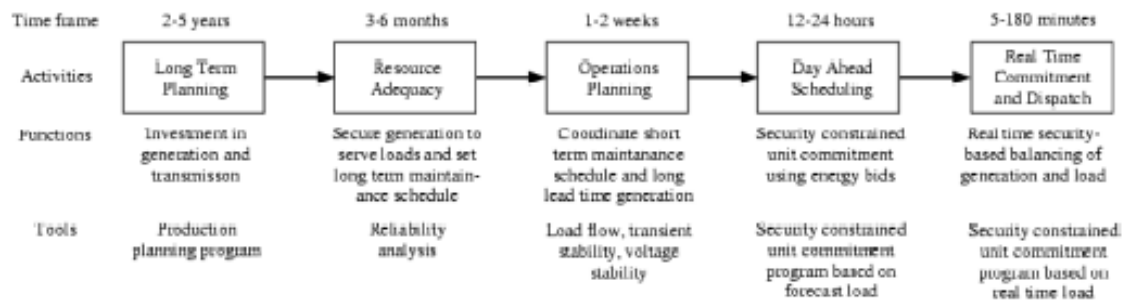 Time frame 2-5 years 3-6 months 1-2 weeks 12-24 hours 5-180 minutes
Activities
Long Term
Planning
Resource
Adequacy
Operations
Planning
Day Ahead
Scheduling
Real Time
Commitment
and Dispatch
Functions
Investment in
generation and
transmisson
Secure generation to
serve loads and set
long term mainten-
ance schedule
Coordinate short
term maintanance
schedule and long
lead time generation
Security constrained
unit commitment
using energy bids
Real time security-
based balancing of
generation and load
Tools
Production
planning program
Reliability
analysis
Load flow, transient
stability, voltage
stability
Security constrained
unit commitment
program based on
forecast load
Security constrained
unit commitment
program based on
real time load